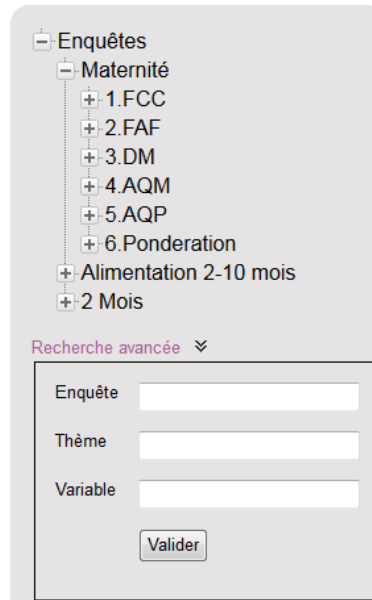 Enquêtes
Maternité
1.FCC
2.FAF
3.DM
4.AQM
5.AQP
6.Ponderation
Alimentation 2-10 mois
2 Mois
Recherche avancée
Enquête
Thème
Variable
Valider